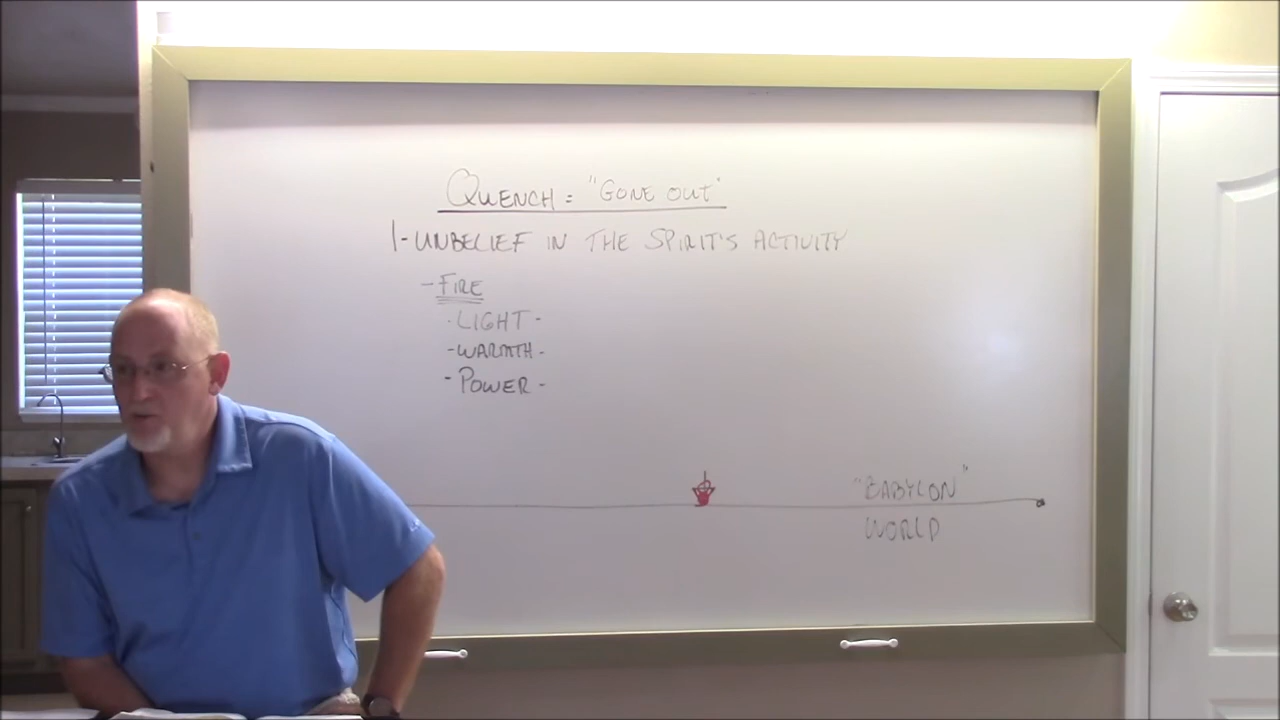 QUENCH = "GONE OUT"
1-UNBELIEF IN THE SPIRIT'S ACTIVITY
-FIRE
-LIGHT-
-WARMTH-
-POWER-
"BABYLON"
WORLD